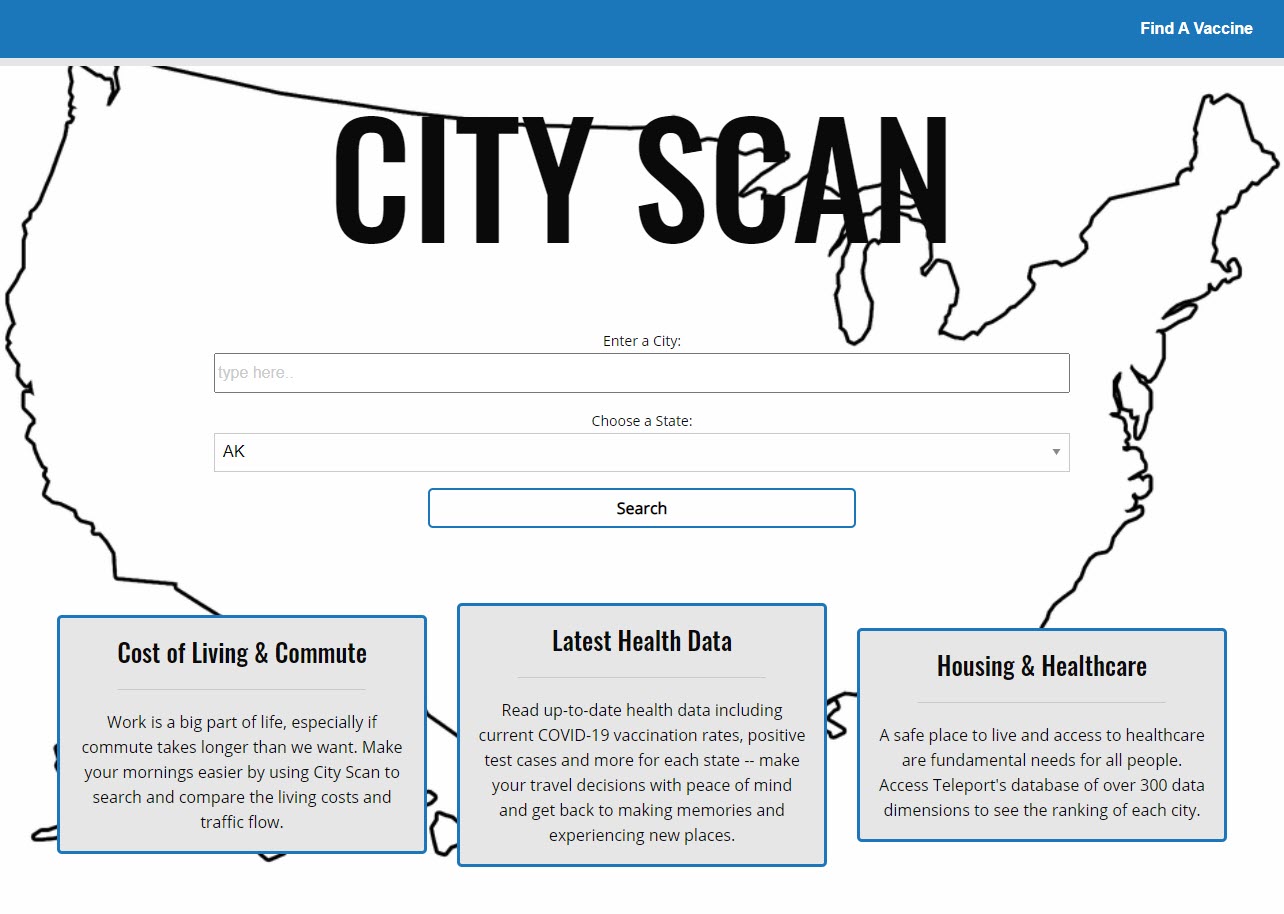 Find A Vaccine
CITY SCAN
Enter a City:
type here..
Choose a State:
AK
Search
Cost of Living & Commute
Work is a big part of life, especially if
commute takes longer than we want. Make
your mornings easier by using City Scan to
search and compare the living costs and
traffic flow.
Latest Health Data
Read up-to-date health data including
current COVID-19 vaccination rates, positive
test cases and more for each state -- make
your travel decisions with peace of mind
and get back to making memories and
experiencing new places.
Housing & Healthcare
A safe place to live and access to healthcare
are fundamental needs for all people.
Access Teleport's database of over 300 data
dimensions to see the ranking of each city.